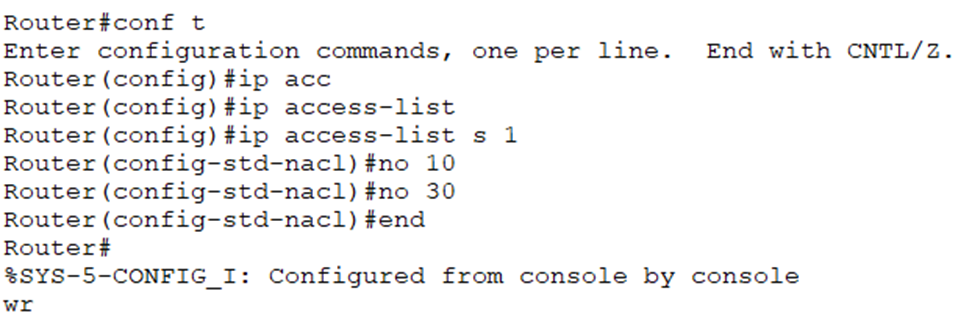 Router#conf t
Enter configuration commands, one per line.  End with CNTL/Z.
Router(config)#ip acc
Router(config)#ip access-list
Router(config)#ip access-list s 1
Router(config-std-nacl)#no 10
Router(config-std-nacl)#no 30
Router(config-std-nacl)#end
Router#
%SYS-5-CONFIG_I: Configured from console by console
wr